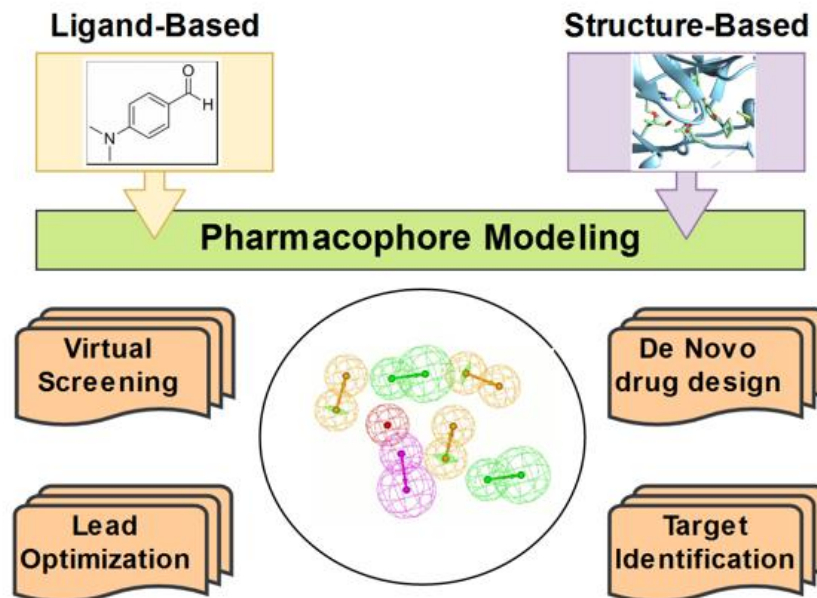 Ligand-Based
Structure-Based
O
H
N
Pharmacophore Modeling
Virtual
Screening
De Novo
drug design
Lead
Optimization
Target
Identification